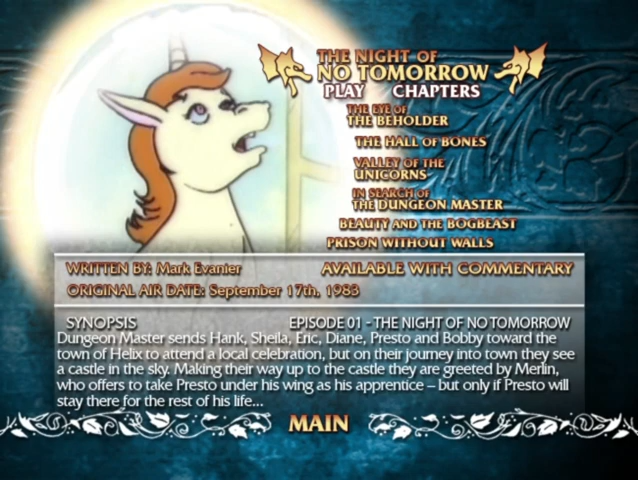 THE NIGHT OF
NO TOMORROW
PLAY CHAPTERS
THE EYE OF
THE BEHOLDER
THE HALL OF BONES
VALLEY OF THE
UNICORNS
IN SEARCH OF
THE DUNGEON MASTER
BEAUTY AND THE BOGBEAST
PRISON WITHOUT WALLS
WRITTEN BY: Mark Evanier AVAILABLE WITH COMMENTARY
ORIGINAL AIR DATE: September 17th, 1983
SYNOPSIS EPISODE 01 - THE NIGHT OF NO TOMORROW
Dungeon Master sends Hank, Sheila, Eric, Diane, Presto and Bobby toward the
town of Helix to attend a local celebration, but on their journey into town they see
a castle in the sky. Making their way up to the castle they are greeted by Merlin,
who offers to take Presto under his wing as his apprentice – but only if Presto will
stay there for the rest of his life...
MAIN